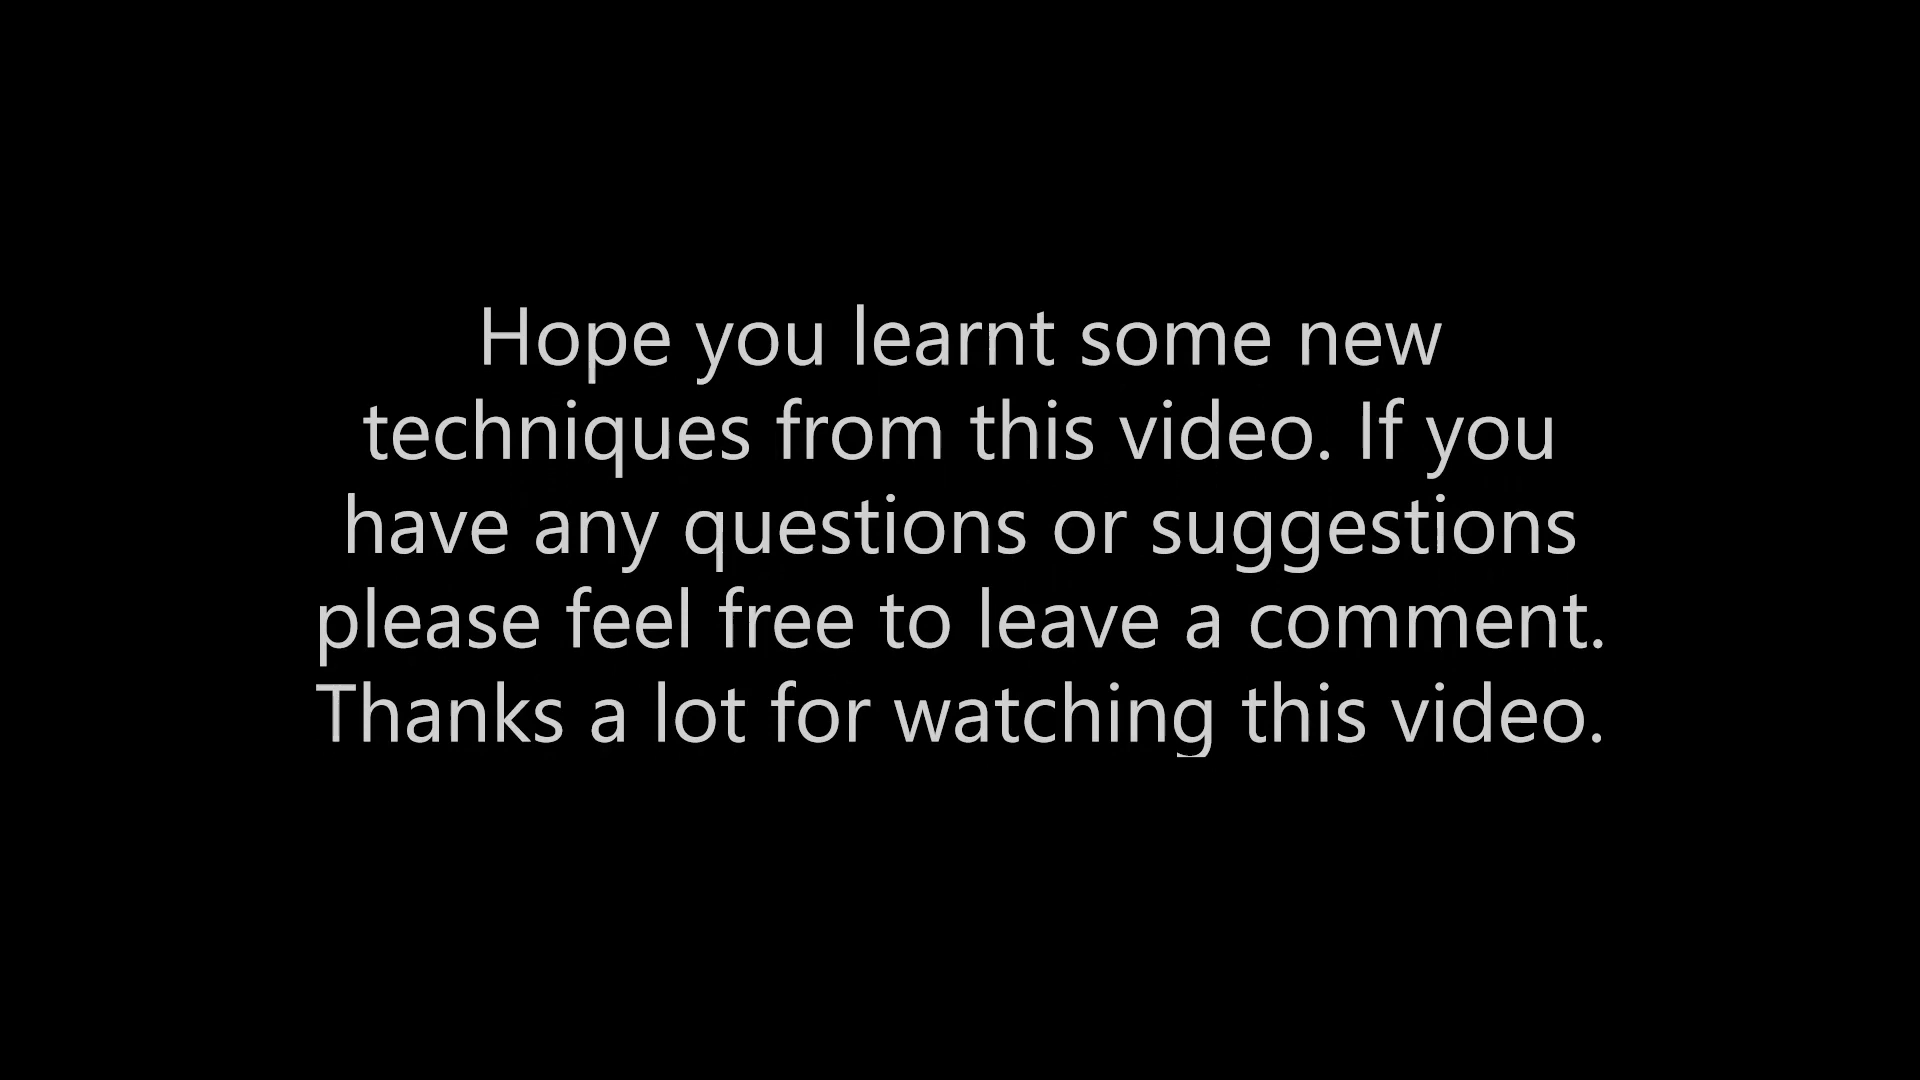 Hope you learnt some new
techniques from this video. If you
have any questions or suggestions
please feel free to leave a comment.
Thanks a lot for watching this video.